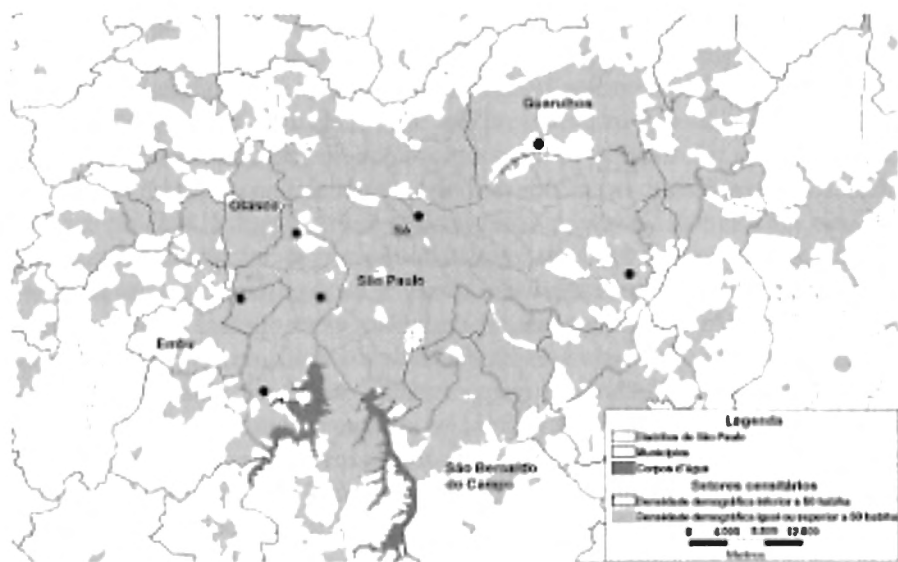 Guarulhos
Osasco
Sé
São Paulo
Embu
São Bernardo
do Campo
Legenda
Distritos de São Paulo
Municípios
Corpos d'água
Setores censitários
Densidade demográfica inferior a 50 hab/ha
Densidade demográfica igual ou superior a 50 hab/ha
0
Metros